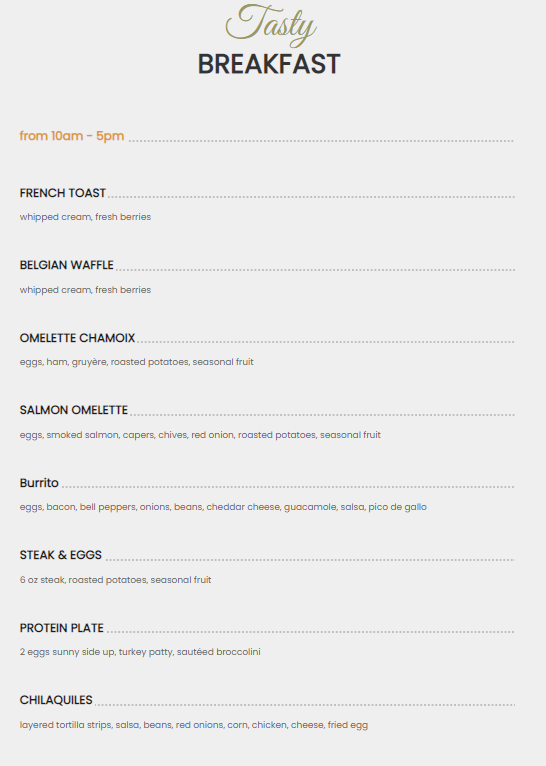 Tasty
BREAKFAST
from 10am - 5pm
FRENCH TOAST
whipped cream, fresh berries
BELGIAN WAFFLE
whipped cream, fresh berries
OMELETTE CHAMOIX
eggs, ham, gruyère, roasted potatoes, seasonal fruit
SALMON OMELETTE
eggs, smoked salmon, capers, chives, red onion, roasted potatoes, seasonal fruit
Burrito
eggs, bacon, bell peppers, onions, beans, cheddar cheese, guacamole, salsa, pico de gallo
STEAK & EGGS
6 oz steak, roasted potatoes, seasonal fruit
PROTEIN PLATE
2 eggs sunny side up, turkey patty, sautéed broccolini
CHILAQUILES
layered tortilla strips, salsa, beans, red onions, corn, chicken, cheese, fried egg